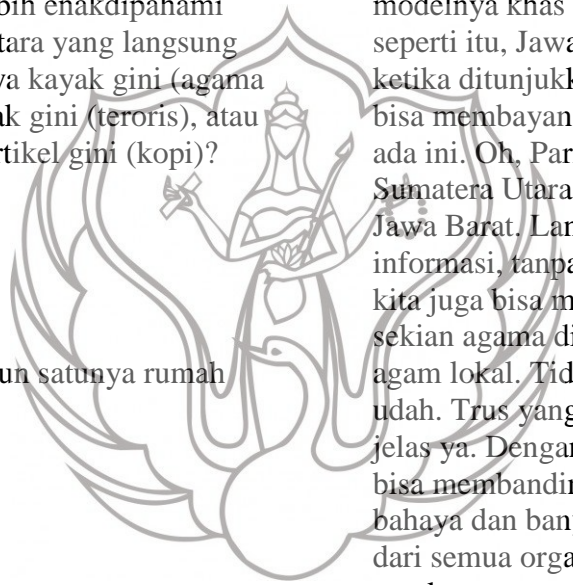 bih enakdipahami
tara yang langsung
ya kayak gini (agama
ak gini (teroris), atau
rtikel gini (kopi)?
un satunya rumah
modelnya khas
seperti itu, Jawa
ketika ditunjukk
bisa membayan
ada ini. Oh, Par
Sumatera Utara
Jawa Barat. Lan
informasi, tanpa
kita juga bisa m
sekian agama di
agam lokal. Tid
udah. Trus yang
jelas ya. Dengan
bisa membandin
bahaya dan bany
dari semua orga